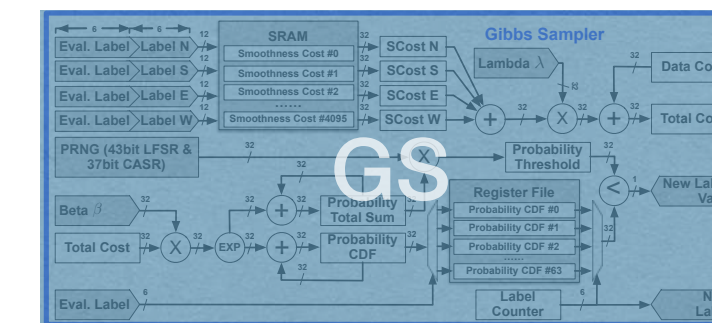 6 6 12 SRAM 32 Gibbs Sampler
Eval. Label Label N Smoothness Cost #0 SCost N 32
Eval. Label Label S 12 Smoothness Cost #1 32 SCost S Lambda λ Data Co
Eval. Label Label E 12 Smoothness Cost #2 32 SCost E
Eval. Label Label W 12 ...... Smoothness Cost #4095 32 SCost W + 32 X 32 + 32 Total Co
PRNG (43bit LFSR &
37bit CASR)
32 X 32 Probability
Threshold
32
GS
< 1 New La
Va
Beta β 32 32 + 32 Probability
Total Sum
32 Register File
Probability CDF #0
Probability CDF #1
Probability CDF #2
......
Probability CDF #63
32
Total Cost 32 X 32 EXP 32 + 32 Probability
CDF
32
32
Eval. Label 6
Label
Counter
6
N
La